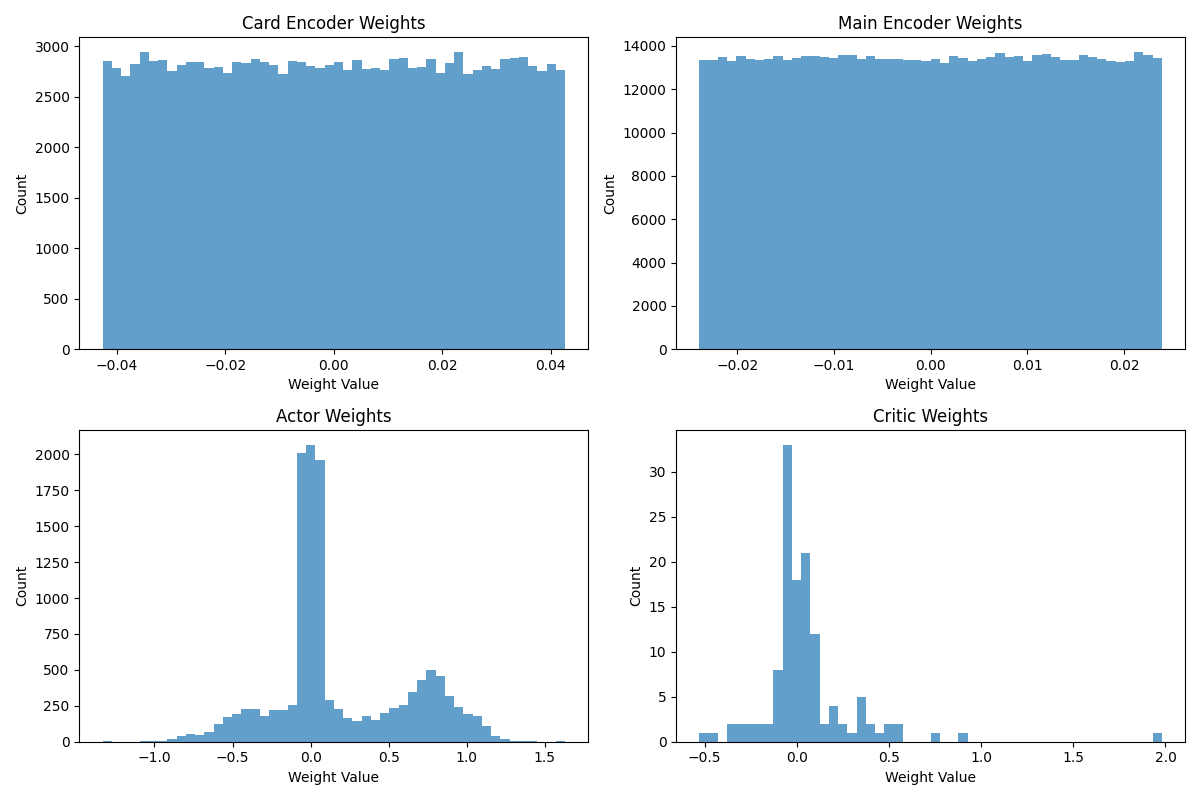 Card Encoder Weights
3000
2500
2000
1500
1000
500
0
Count
−0.04 −0.02 0.00 0.02 0.04
Weight Value
Main Encoder Weights
14000
12000
10000
8000
6000
4000
2000
0
Count
−0.02 −0.01 0.00 0.01 0.02
Weight Value
Actor Weights
2000
1750
1500
1250
1000
750
500
250
0
Count
−1.0 −0.5 0.0 0.5 1.0 1.5
Weight Value
Critic Weights
30
25
20
15
10
5
0
Count
−0.5 0.0 0.5 1.0 1.5 2.0
Weight Value